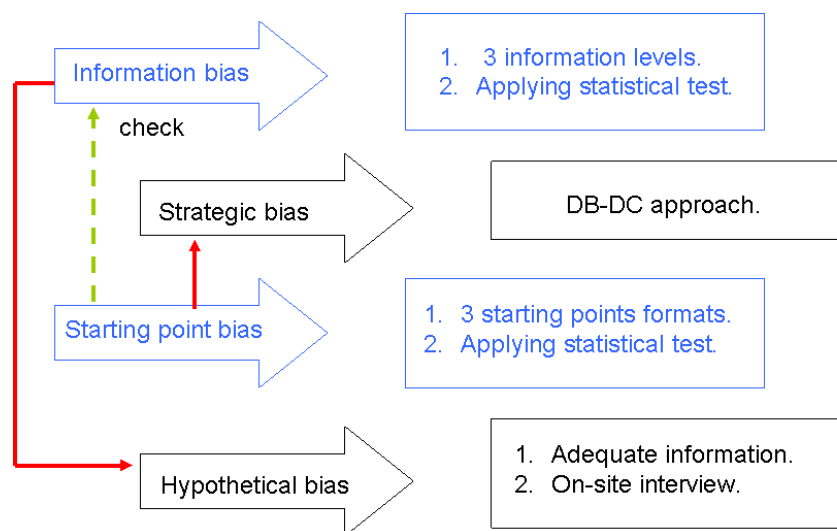 Information bias
1. 3 information levels.
2. Applying statistical test.
check
Strategic bias
DB-DC approach.
Starting point bias
1. 3 starting points formats.
2. Applying statistical test.
Hypothetical bias
1. Adequate information.
2. On-site interview.